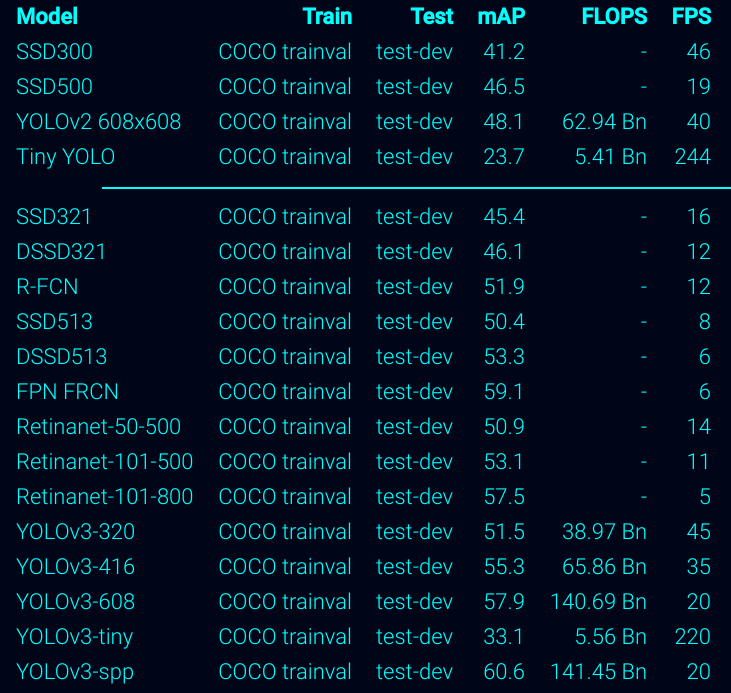 Model Train Test mAP FLOPS FPS
SSD300 COCO trainval test-dev 41.2 - 46
SSD500 COCO trainval test-dev 46.5 - 19
YOLOv2 608x608 COCO trainval test-dev 48.1 62.94 Bn 40
Tiny YOLO COCO trainval test-dev 23.7 5.41 Bn 244
SSD321 COCO trainval test-dev 45.4 - 16
DSSD321 COCO trainval test-dev 46.1 - 12
R-FCN COCO trainval test-dev 51.9 - 12
SSD513 COCO trainval test-dev 50.4 - 8
DSSD513 COCO trainval test-dev 53.3 - 6
FPN FRCN COCO trainval test-dev 59.1 - 6
Retinanet-50-500 COCO trainval test-dev 50.9 - 14
Retinanet-101-500 COCO trainval test-dev 53.1 - 11
Retinanet-101-800 COCO trainval test-dev 57.5 - 5
YOLOv3-320 COCO trainval test-dev 51.5 38.97 Bn 45
YOLOv3-416 COCO trainval test-dev 55.3 65.86 Bn 35
YOLOv3-608 COCO trainval test-dev 57.9 140.69 Bn 20
YOLOv3-tiny COCO trainval test-dev 33.1 5.56 Bn 220
YOLOv3-spp COCO trainval test-dev 60.6 141.45 Bn 20